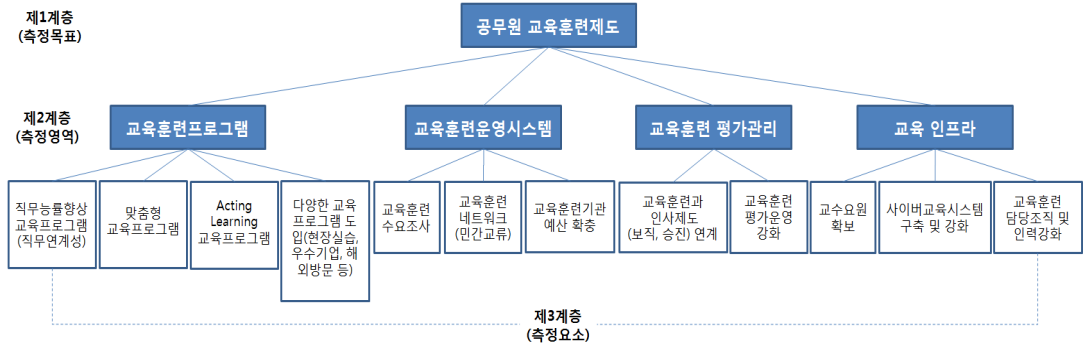 제1계층
(측정목표)
공무원 교육훈련제도
제2계층
(측정영역)
교육훈련프로그램
교육훈련운영시스템
교육훈련 평가관리
교육 인프라
직무능률향상
교육프로그램
(직무연계성)
맞춤형
교육프로그램
Acting
Learning
교육프로그램
다양한 교육
프로그램 도
입(현장실습,
우수기업, 해
외방문 등)
교육훈련
수요조사
교육훈련
네트워크
(민간교류)
교육훈련기관
예산 확충
교육훈련과
인사제도
(보직, 승진) 연계
교육훈련
평가운영
강화
교수요원
확보
사이버교육시스템
구축 및 강화
교육훈련
담당조직 및
인력강화
제3계층
(측정요소)